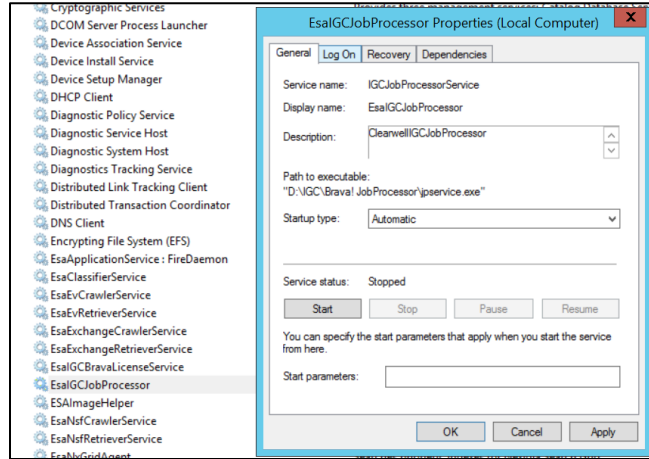 Cryptographic Services
DCOM Server Process Launcher
Device Association Service
Device Install Service
Device Setup Manager
DHCP Client
Diagnostic Policy Service
Diagnostic Service Host
Diagnostic System Host
Diagnostics Tracking Service
Distributed Link Tracking Client
Distributed Transaction Coordinator
DNS Client
Encrypting File System (EFS)
EsaApplicationService : FireDaemon
EsaClassifierService
EsaEvCrawlerService
EsaEvRetrieverService
EsaExchangeCrawlerService
EsaExchangeRetrieverService
EsaIGCBravaLicenseService
EsaIGCJobProcessor
ESAImageHelper
EsaNsfCrawlerService
EsaNsfRetrieverService
EsaNxGridAgent
EsaIGCJobProcessor Properties (Local Computer)
X
General Log On Recovery Dependencies
Service name: IGCJobProcessorService
Display name: EsaIGCJobProcessor
Description: ClearwellIGCJobProcessor
Path to executable:
"D:\IGC\Brava! JobProcessor\jpservice.exe"
Startup type: Automatic
Service status: Stopped
Start Stop Pause Resume
You can specify the start parameters that apply when you start the service
from here.
Start parameters:
OK Cancel Apply